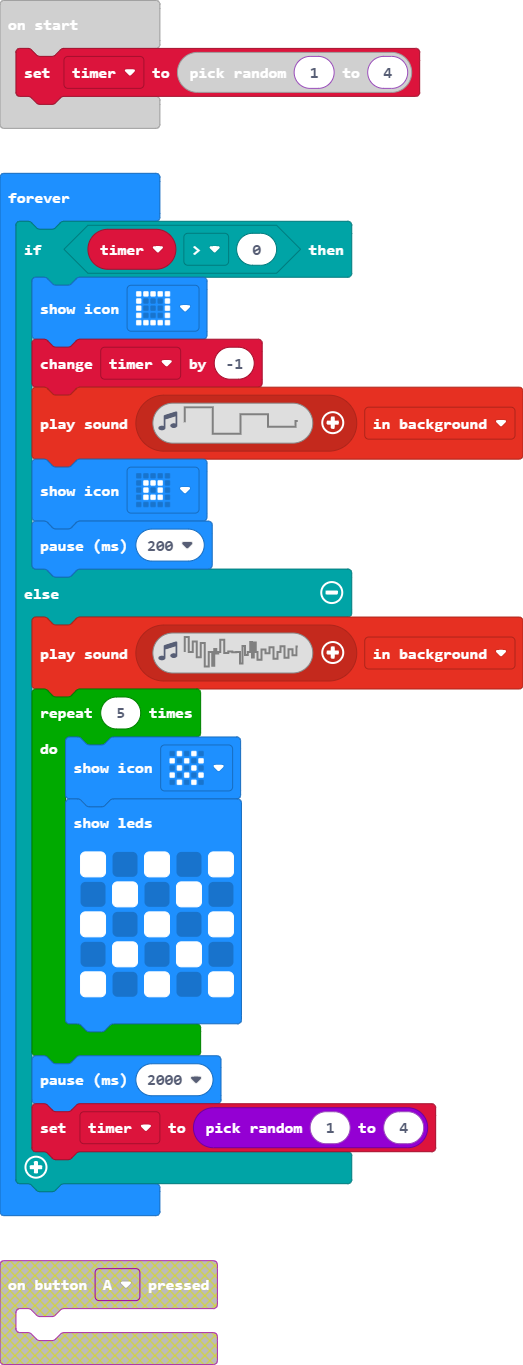 on start
set timer to pick random 1 to 4
forever
if timer > 0 then
show icon
change timer by -1
play sound in background
show icon
pause (ms) 200
else
play sound in background
repeat 5 times
do
show icon
show leds
pause (ms) 2000
set timer to pick random 1 to 4
on button A pressed